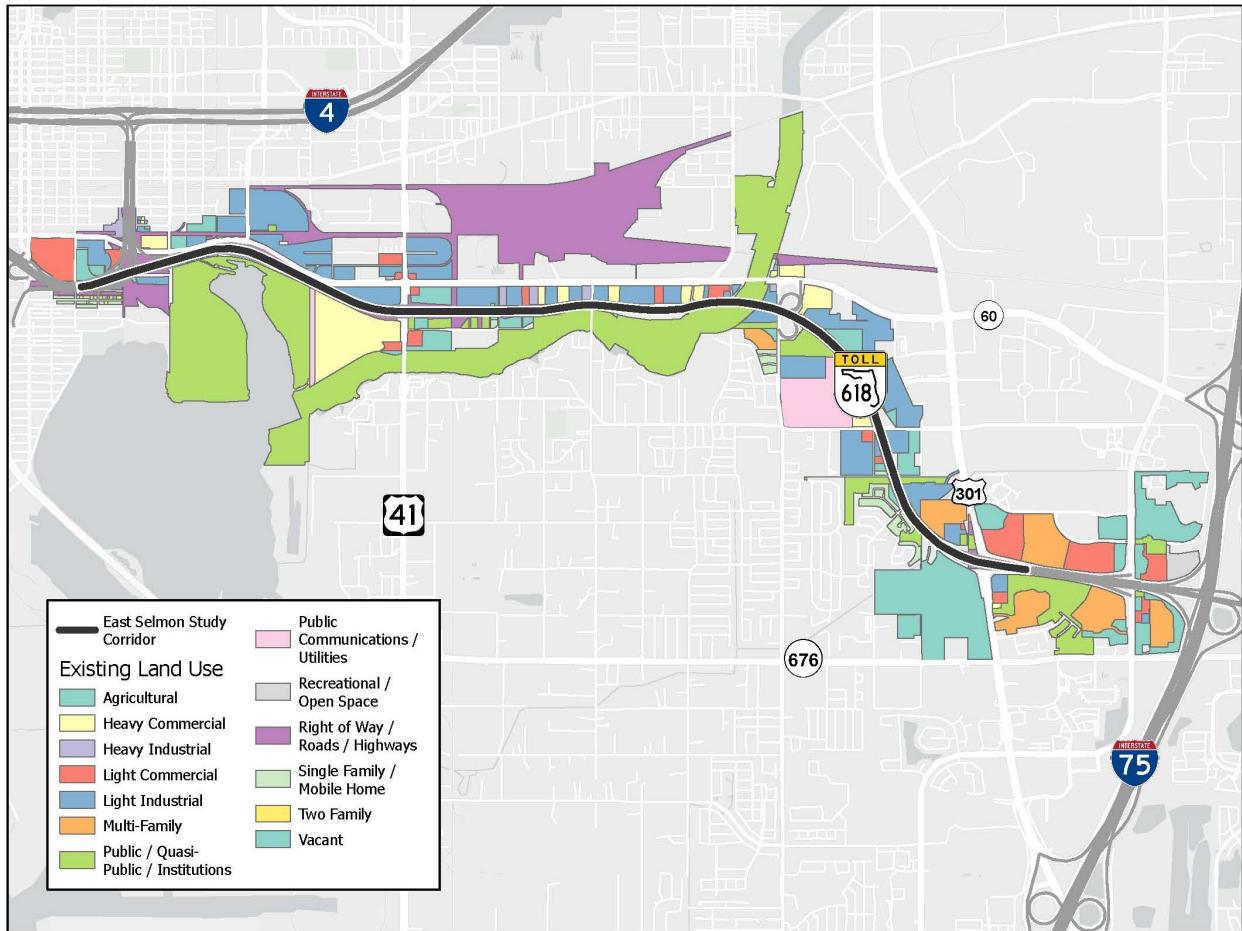 INTERSTATE
4
60
TOLL
618
301
41
676
INTERSTATE
75
East Selmon Study
Corridor
Existing Land Use
Agricultural
Heavy Commercial
Heavy Industrial
Light Commercial
Light Industrial
Multi-Family
Public / Quasi-
Public / Institutions
Public
Communications /
Utilities
Recreational /
Open Space
Right of Way /
Roads / Highways
Single Family /
Mobile Home
Two Family
Vacant